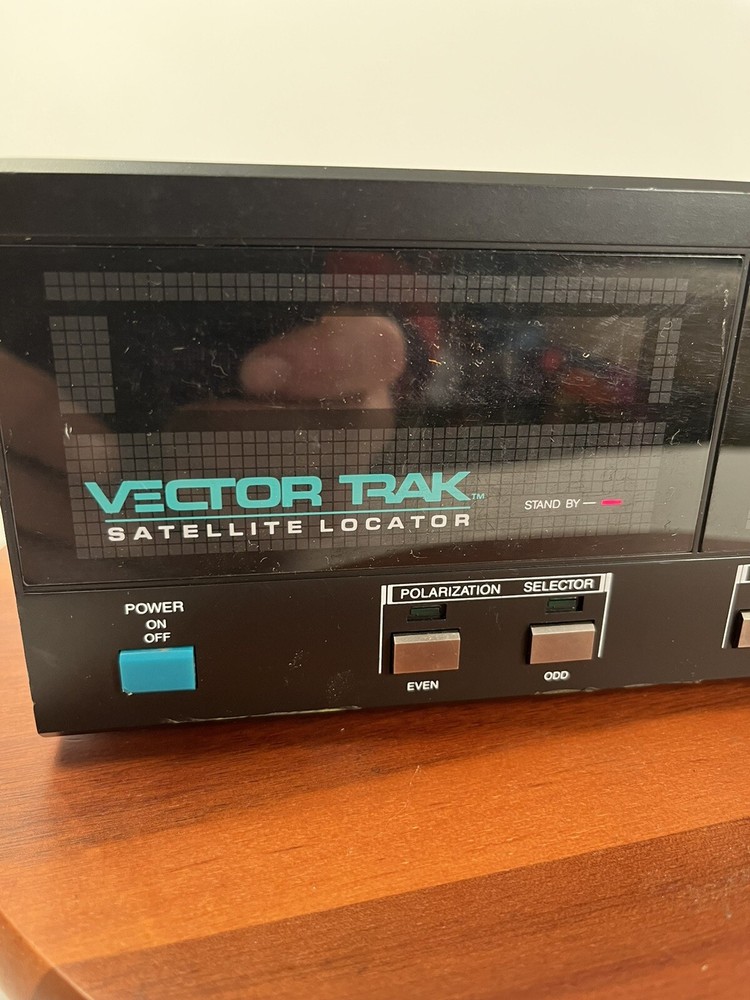 VECTOR TRAK™
SATELLITE LOCATOR
STAND BY
POWER
ON
OFF
POLARIZATION SELECTOR
EVEN ODD